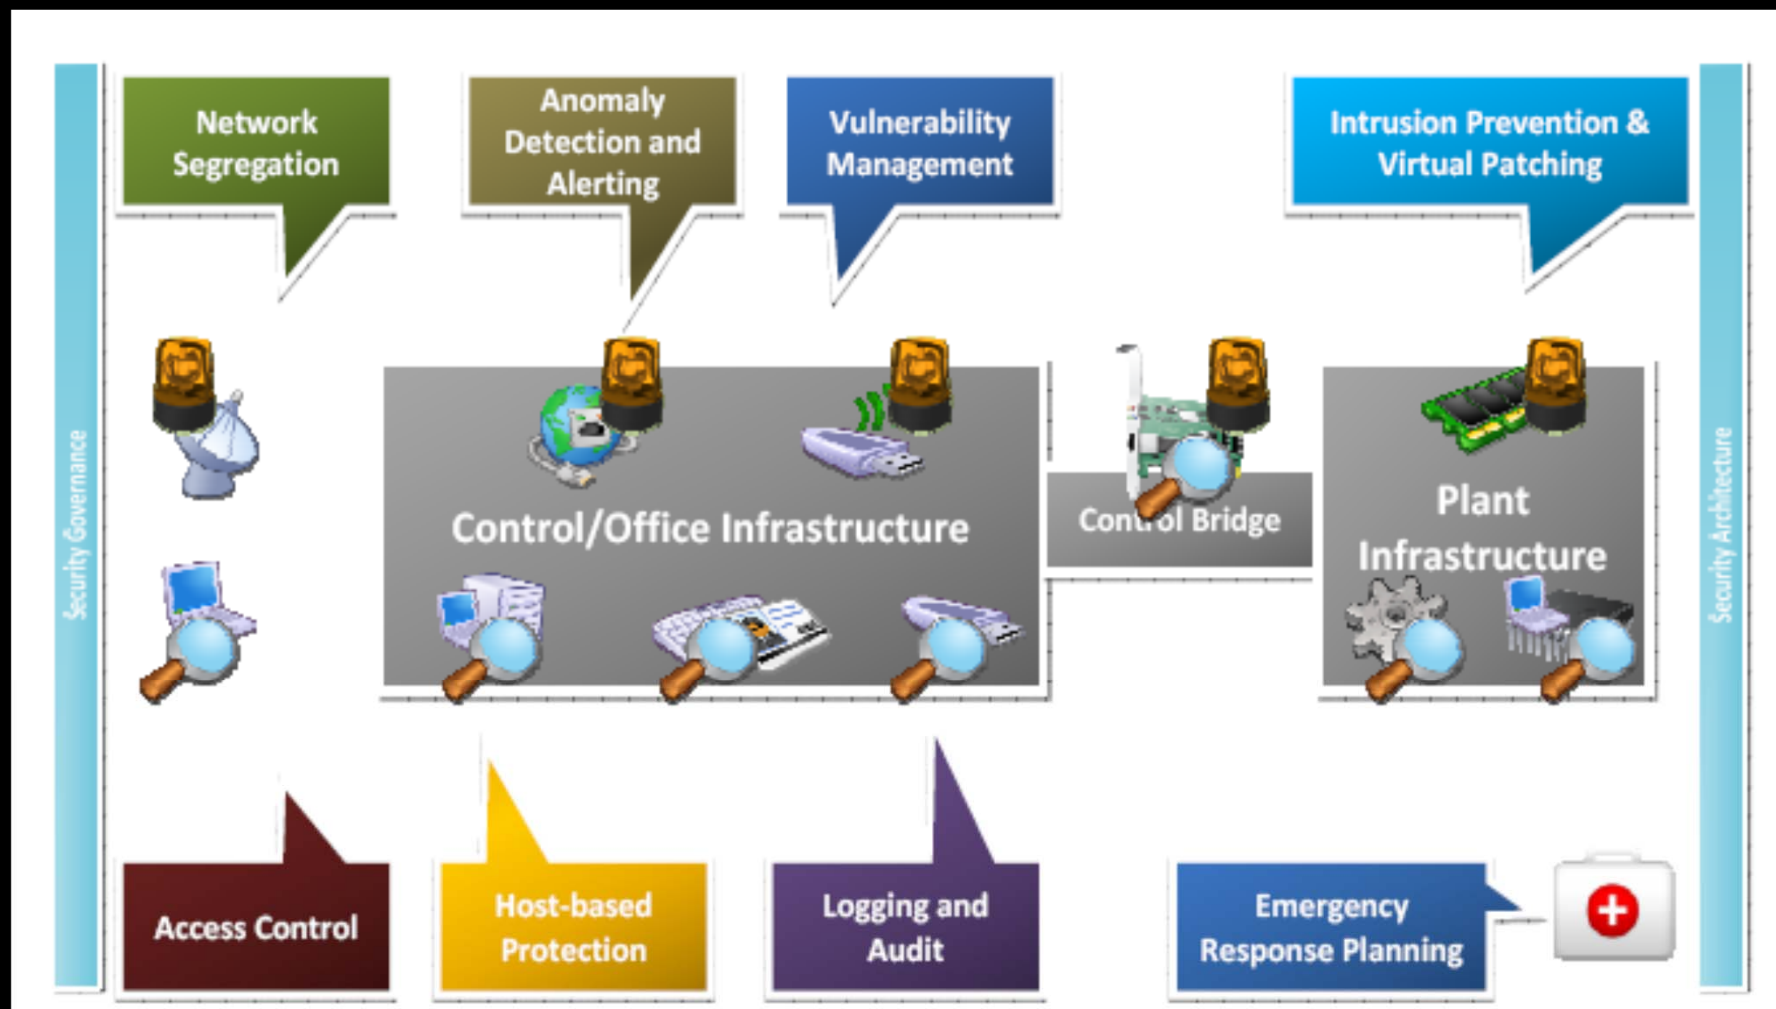 Network
Segregation
Anomaly
Detection and
Alerting
Vulnerability
Management
Intrusion Prevention &
Virtual Patching
Security Governance
Control/Office Infrastructure
Control Bridge
Plant
Infrastructure
Security Architecture
Access Control
Host-based
Protection
Logging and
Audit
Emergency
Response Planning